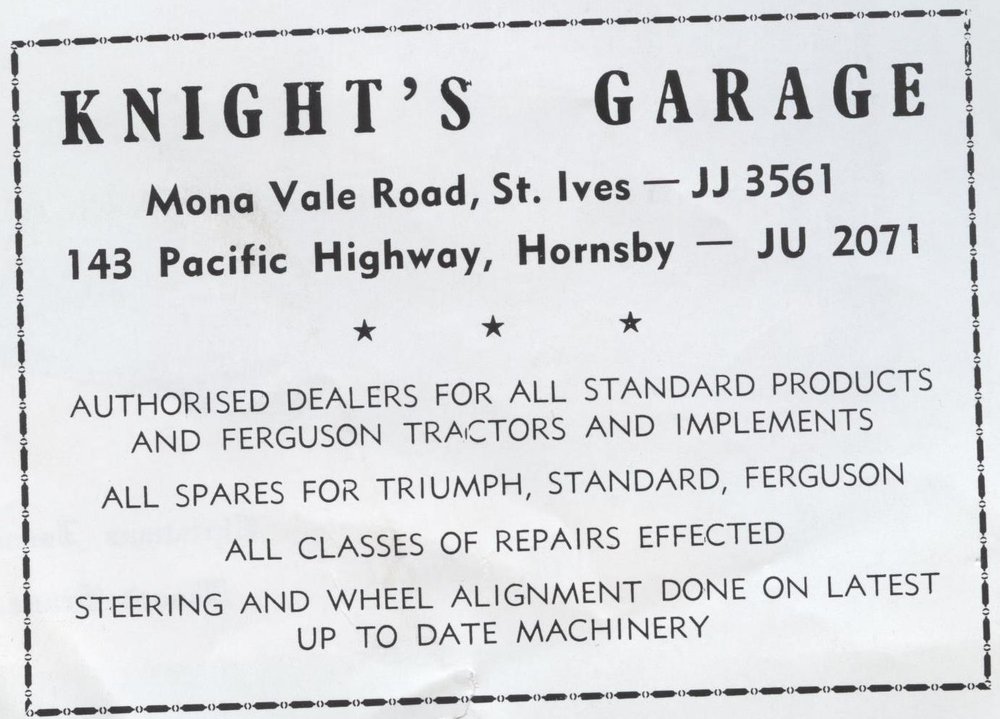 KNIGHT'S GARAGE
Mona Vale Road, St. Ives — JJ 3561
143 Pacific Highway, Hornsby — JU 2071
★ ★ ★
AUTHORISED DEALERS FOR ALL STANDARD PRODUCTS
AND FERGUSON TRACTORS AND IMPLEMENTS
ALL SPARES FOR TRIUMPH, STANDARD, FERGUSON
ALL CLASSES OF REPAIRS EFFECTED
STEERING AND WHEEL ALIGNMENT DONE ON LATEST
UP TO DATE MACHINERY